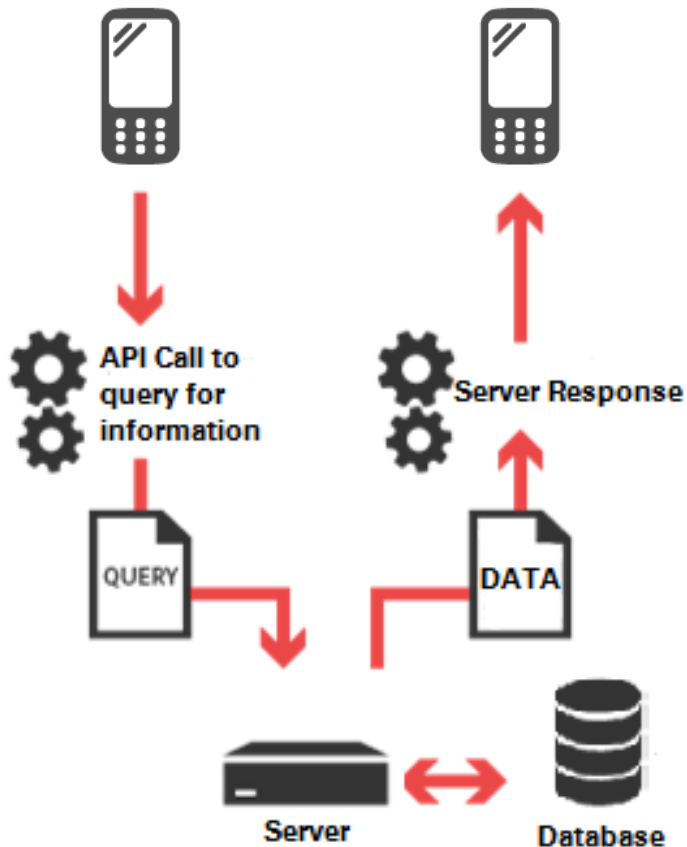 API Call to
query for
information
Server Response
QUERY
DATA
Server
Database